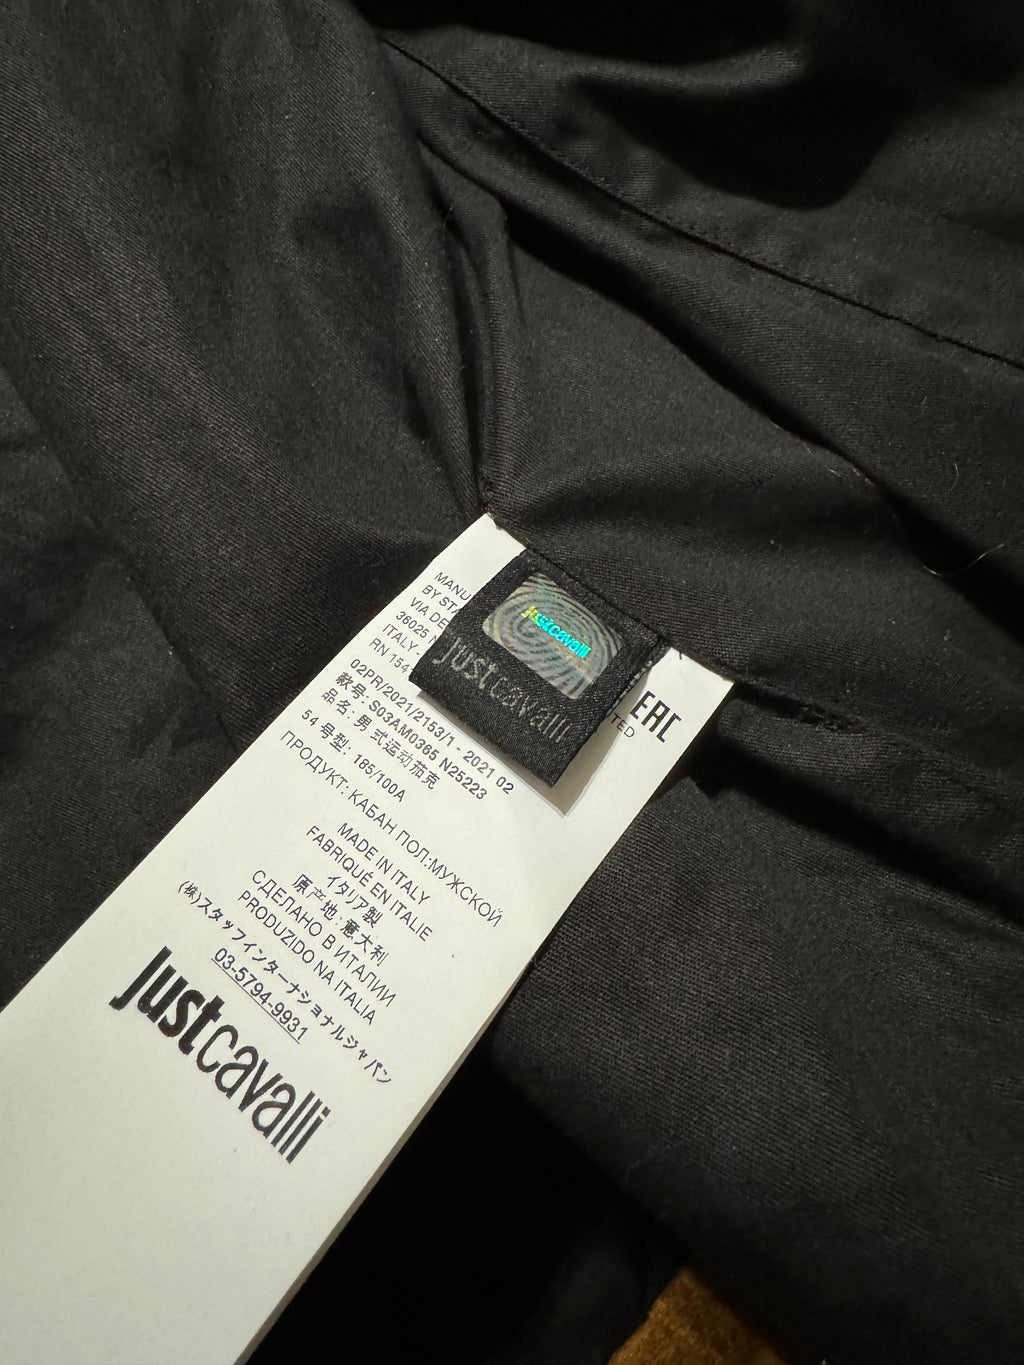 MANU
BY STA
VIA DE
36025 N
ITALY -
RN 154
02PR/2021/2153/1 - 2021 02
款号: S03AM0365 N25223
品名: 男 式运动茄克
54 号型: 185/100A
ПРОДУКТ: КАБАН ПОЛ:МУЖСКОЙ
MADE IN ITALY
FABRIQUÉ EN ITALIE
イタリア製
原产地: 意大利
СДЕЛАНО В ИТАЛИИ
PRODUZIDO NA ITALIA
(株)スタッフインターナショナルジャパン
03-5794-9931
justcavalli
justcavalli
justcavalli
EAC
TED